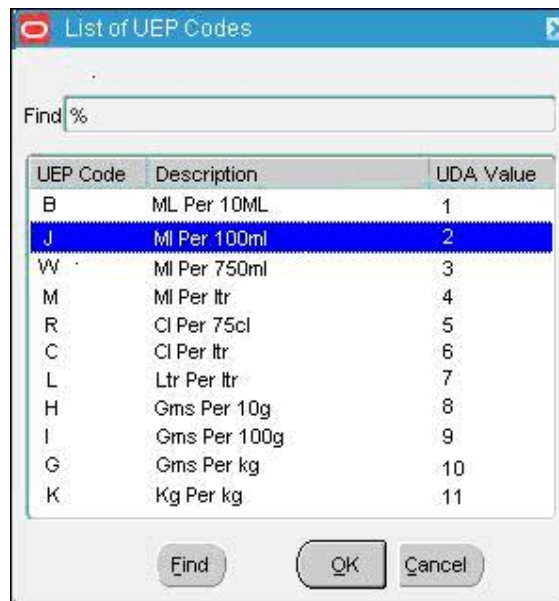 List of UEP Codes
Find %
UEP Code Description UDA Value
B ML Per 10ML 1
J Ml Per 100ml 2
W Ml Per 750ml 3
M Ml Per ltr 4
R Cl Per 75cl 5
C Cl Per ltr 6
L Ltr Per ltr 7
H Gms Per 10g 8
I Gms Per 100g 9
G Gms Per kg 10
K Kg Per kg 11
Find OK Cancel